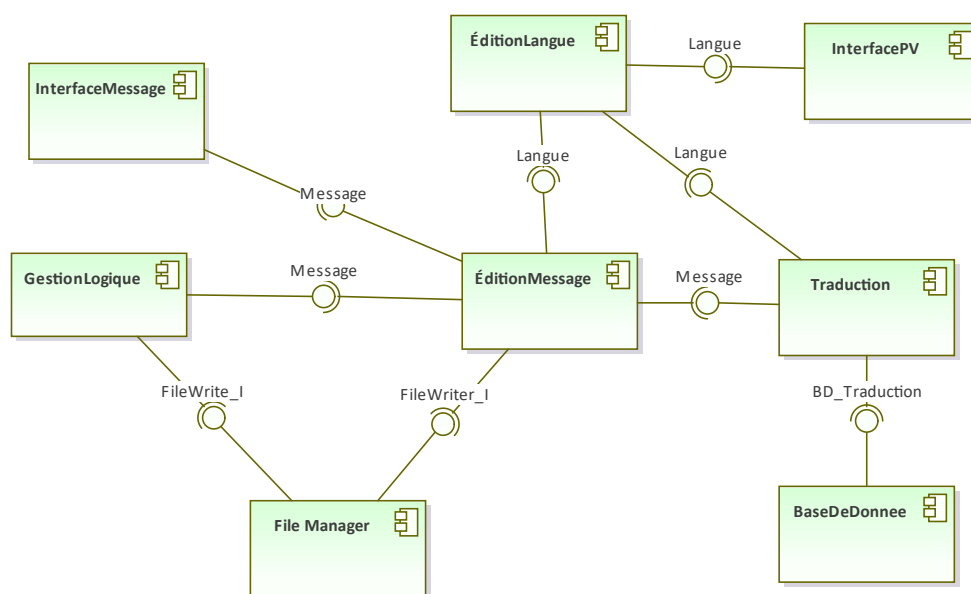 ÉditionLangue
Langue
InterfacePV
InterfaceMessage
Langue
Langue
Message
GestionLogique
Message
ÉditionMessage
Message
Traduction
FileWrite_I
FileWriter_I
BD_Traduction
File Manager
BaseDeDonnee